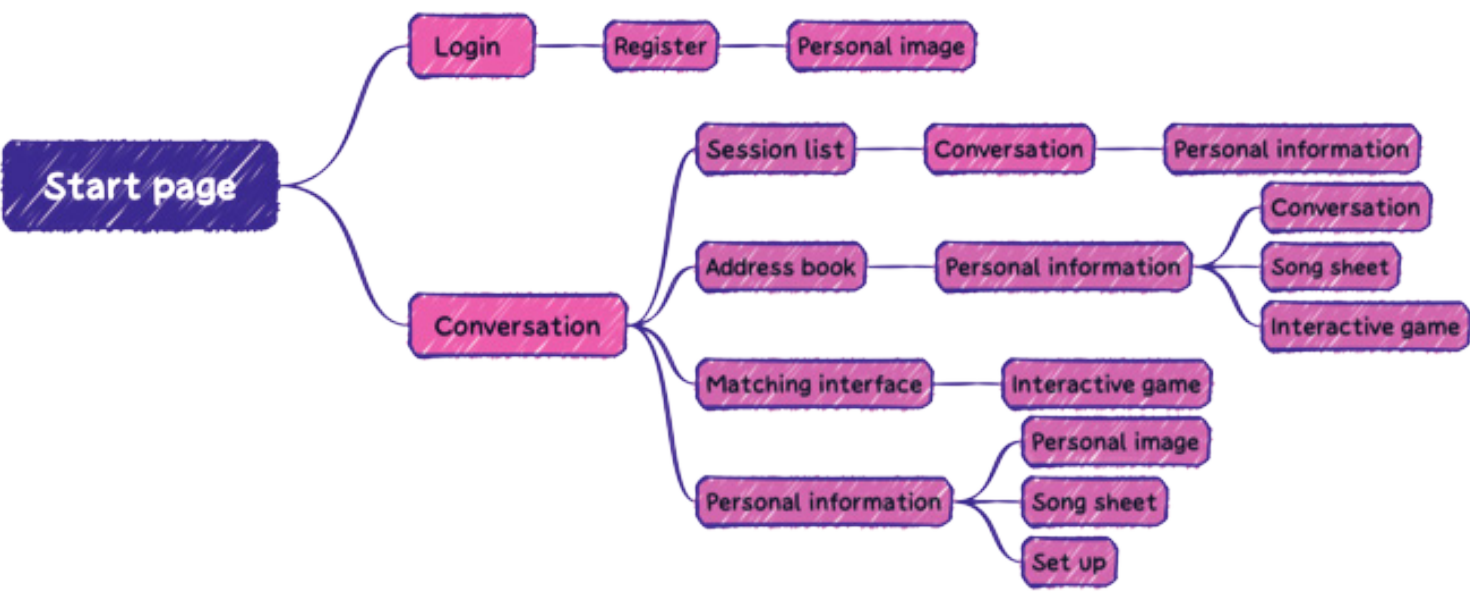 Start page
Login
Register
Personal image
Conversation
Session list
Conversation
Personal information
Address book
Personal information
Conversation
Song sheet
Interactive game
Matching interface
Interactive game
Personal information
Personal image
Song sheet
Set up